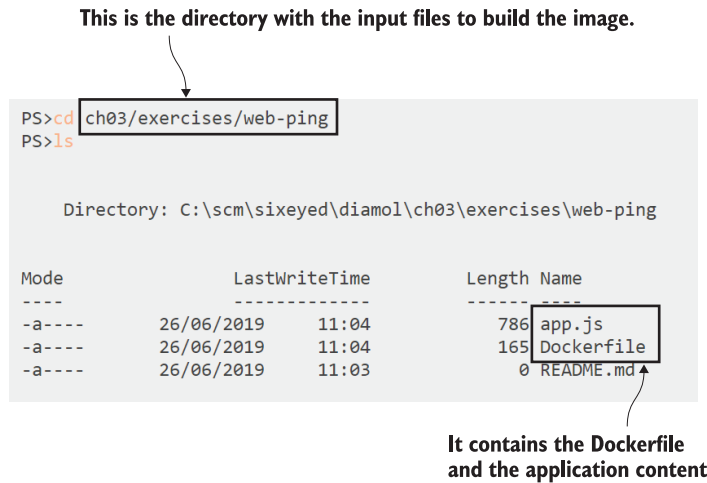 This is the directory with the input files to build the image.
PS>cd ch03/exercises/web-ping
PS>ls
Directory: C:\scm\sixeyed\diamol\ch03\exercises\web-ping
Mode LastWriteTime Length Name
---- ------------- ------ ----
-a---- 26/06/2019 11:04 786 app.js
-a---- 26/06/2019 11:04 165 Dockerfile
-a---- 26/06/2019 11:03 0 README.md
It contains the Dockerfile
and the application content